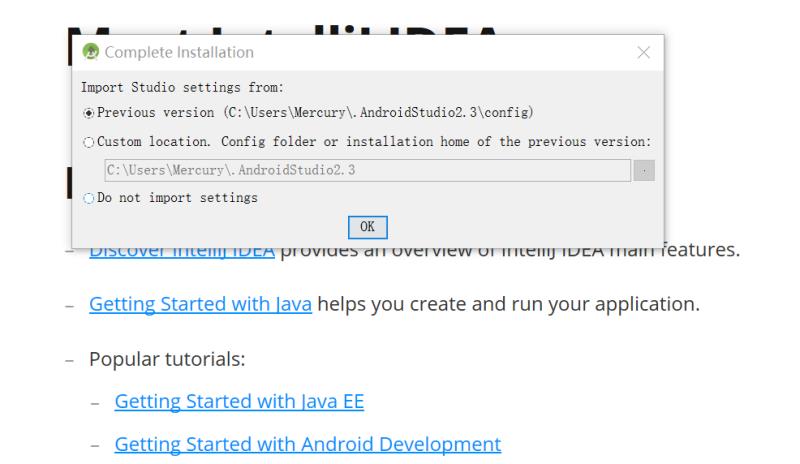 Meet IntelliJ IDEA
Complete Installation
Import Studio settings from:
Previous version (C:\Users\Mercury\.AndroidStudio2.3\config)
Custom location. Config folder or installation home of the previous version:
C:\Users\Mercury\.AndroidStudio2.3
.
Do not import settings
OK
– Discover IntelliJ IDEA provides an overview of IntelliJ IDEA main features.
– Getting Started with Java helps you create and run your application.
– Popular tutorials:
– Getting Started with Java EE
– Getting Started with Android Development